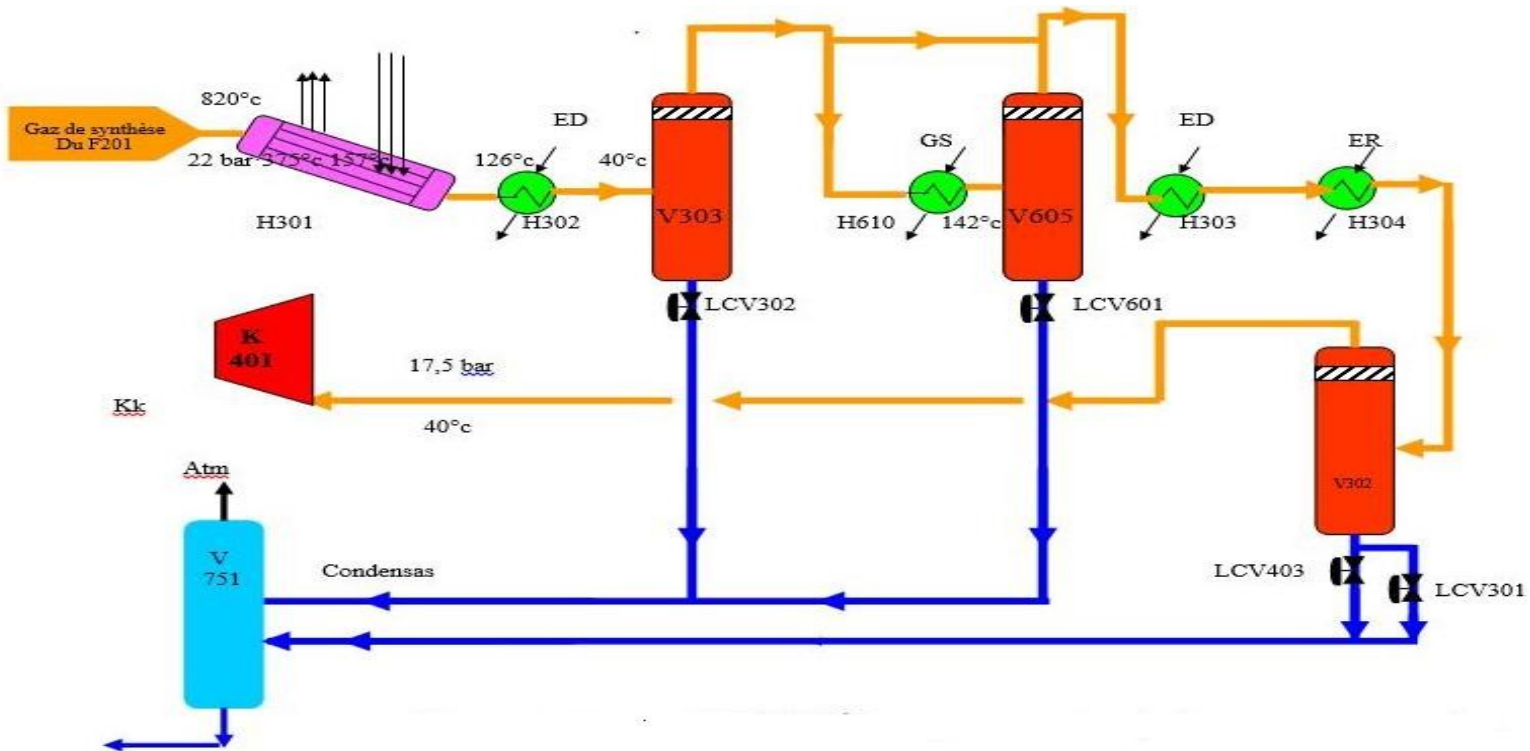 820°c
Gaz de synthèse
Du F201
22 bar 375°c 157°c
H301
126°c
ED
40°c
H302
V303
GS
H610
142°c
V605
ED
H303
ER
H304
LCV302
LCV601
K
401
17,5 bar
40°c
Kk
V302
Atm
V
751
Condensas
LCV403
LCV301